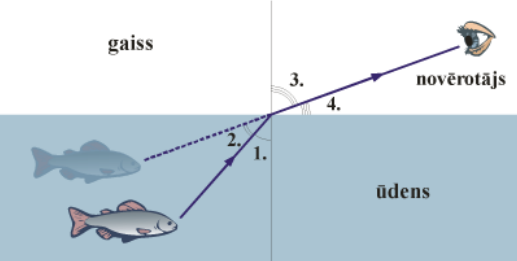 gaiss
novērotājs
3.
4.
2.
1.
ūdens